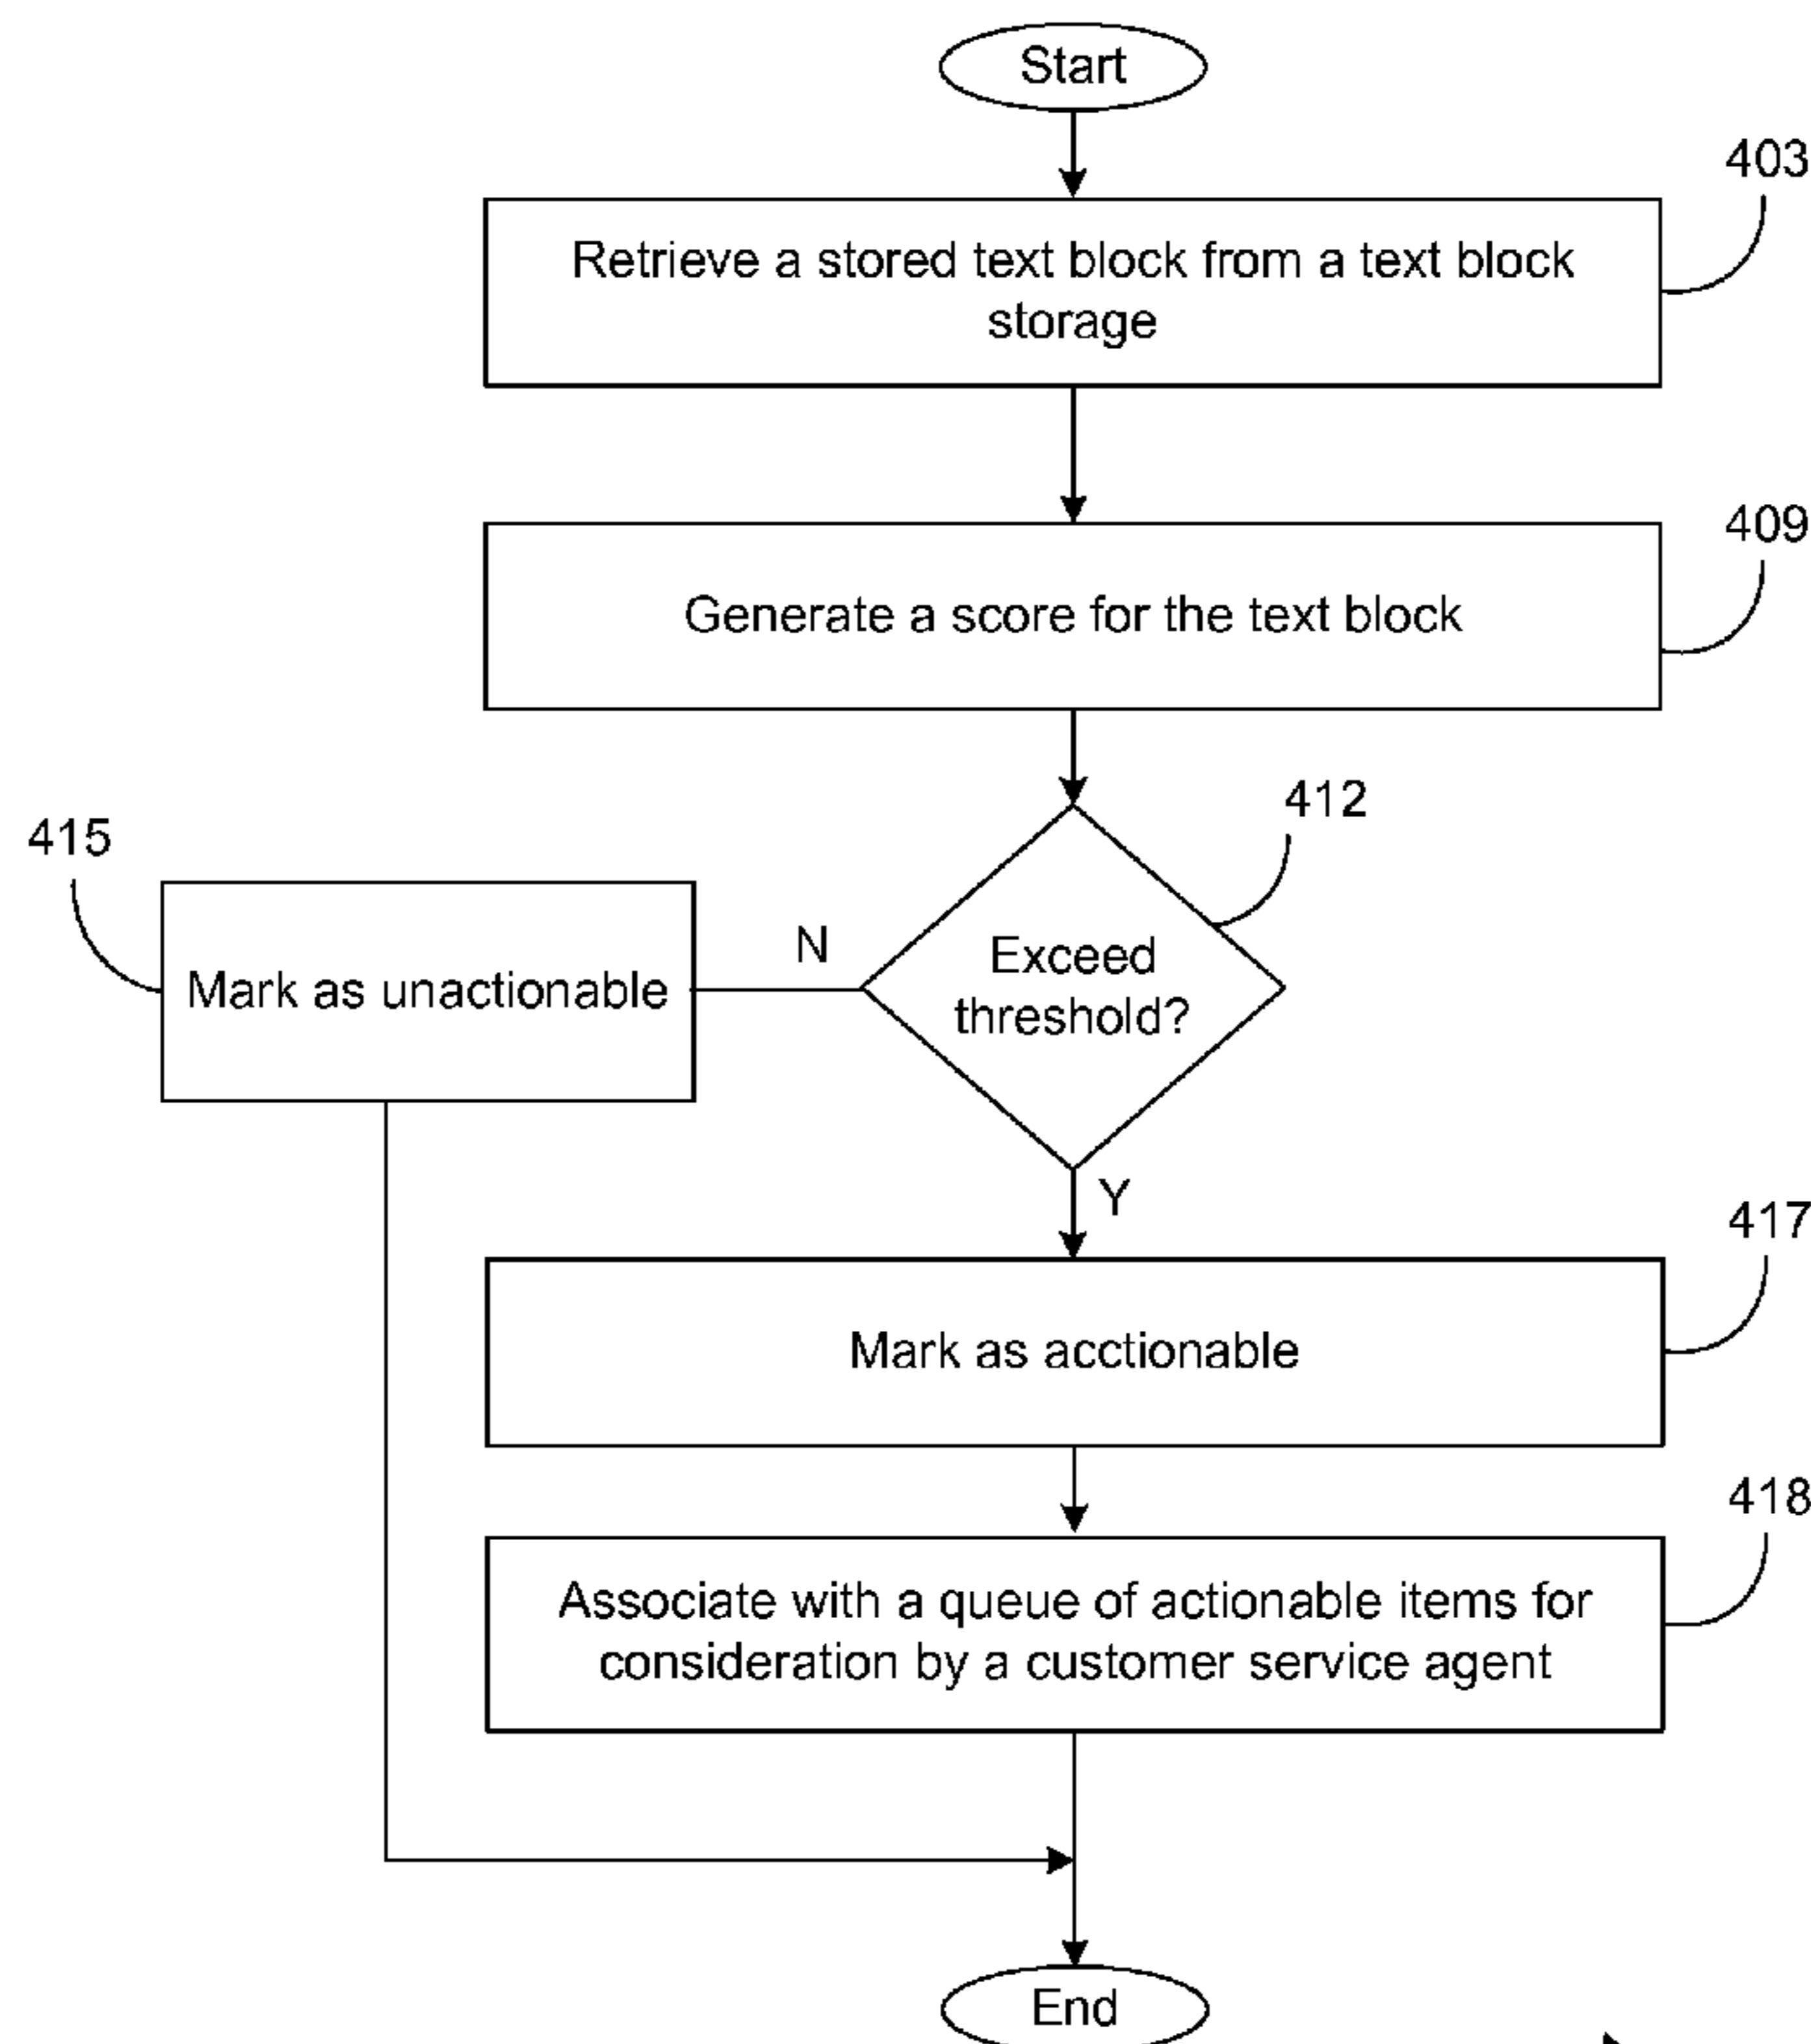 Start
403
Retrieve a stored text block from a text block
storage
409
Generate a score for the text block
412
415
Exceed
threshold?
N
Mark as unactionable
Y
417
Mark as acctionable
418
Associate with a queue of actionable items for
consideration by a customer service agent
End